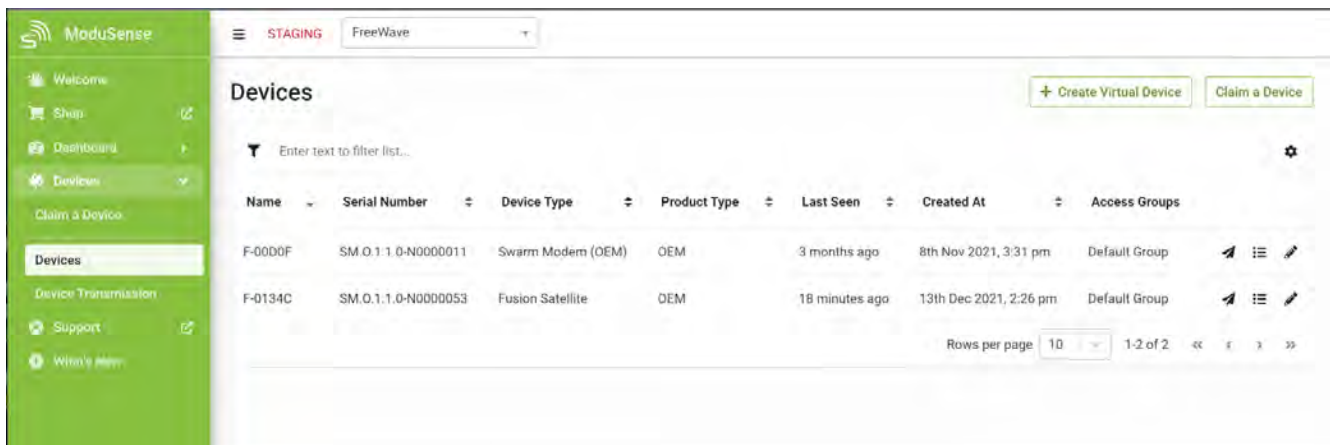 ModuSense
STAGING FreeWave
Welcome
Shop
Dashboard
Devices
Claim a Device
Devices
Device Transmission
Support
What's New
Devices
+ Create Virtual Device Claim a Device
Enter text to filter list...
Name Serial Number Device Type Product Type Last Seen Created At Access Groups
F-00D0F SM.O.1.1.0-N0000011 Swarm Modem (OEM) OEM 3 months ago 8th Nov 2021, 3:31 pm Default Group
F-0134C SM.O.1.1.0-N0000053 Fusion Satellite OEM 18 minutes ago 13th Dec 2021, 2:26 pm Default Group
Rows per page 10 1-2 of 2